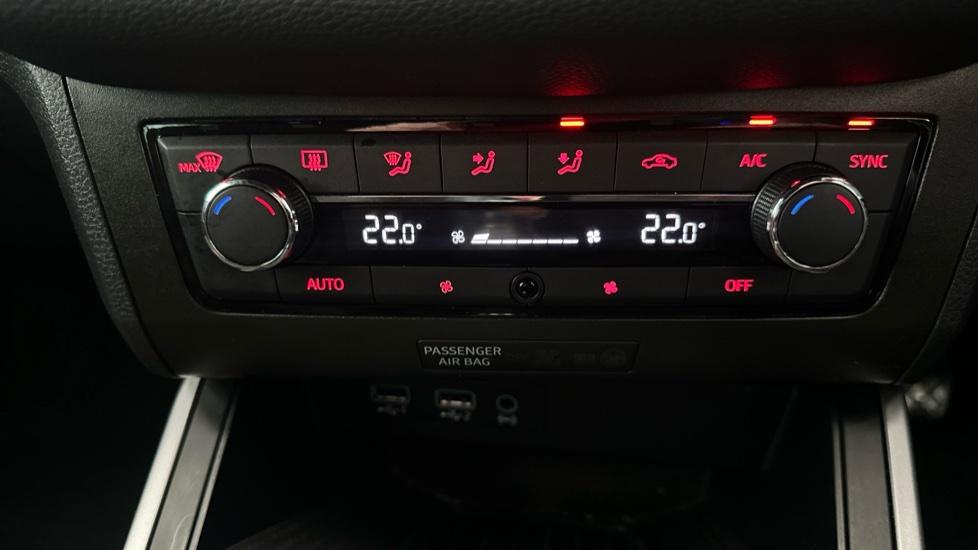 MAX A/C SYNC
22.0° 22.0°
AUTO OFF
PASSENGER
AIR BAG